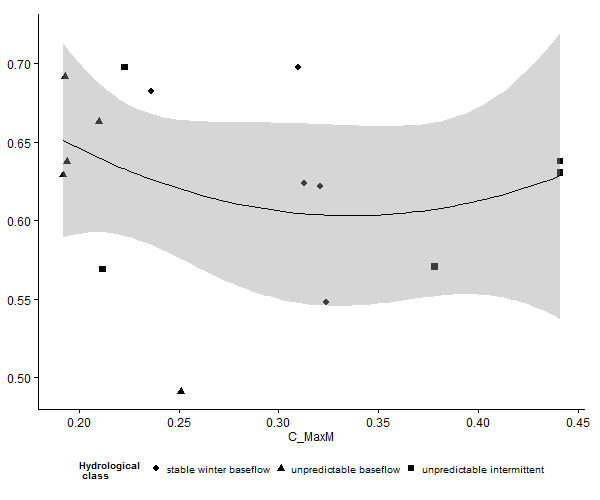 0.70
0.65
0.60
0.55
0.50
0.20 0.25 0.30 0.35 0.40 0.45
C_MaxM
Hydrological
class
stable winter baseflow unpredictable baseflow unpredictable intermittent